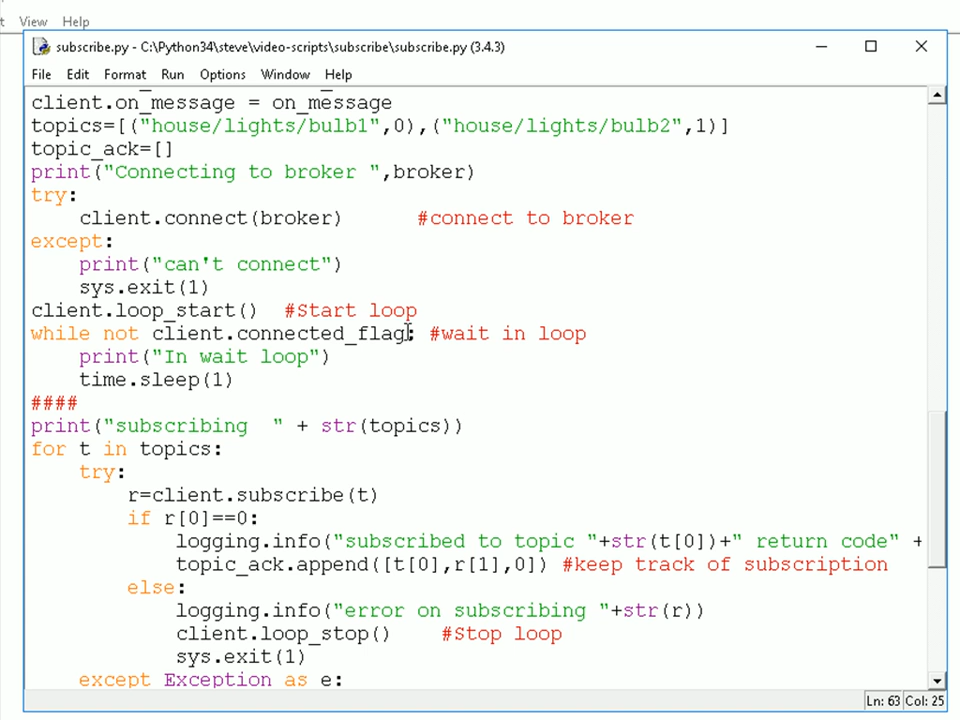 t View Help
subscribe.py - C:\Python34\steve\video-scripts\subscribe\subscribe.py (3.4.3)
File Edit Format Run Options Window Help
client.on_message = on_message
topics=[("house/lights/bulb1",0),("house/lights/bulb2",1)]
topic_ack=[]
print("Connecting to broker ",broker)
try:
    client.connect(broker)      #connect to broker
except:
    print("can't connect")
    sys.exit(1)
client.loop_start()  #Start loop
while not client.connected_flag: #wait in loop
    print("In wait loop")
    time.sleep(1)
####
print("subscribing  " + str(topics))
for t in topics:
    try:
        r=client.subscribe(t)
        if r[0]==0:
            logging.info("subscribed to topic "+str(t[0])+" return code" +
            topic_ack.append([t[0],r[1],0]) #keep track of subscription
        else:
            logging.info("error on subscribing "+str(r))
            client.loop_stop()    #Stop loop
            sys.exit(1)
    except Exception as e:
Ln: 63 Col: 25